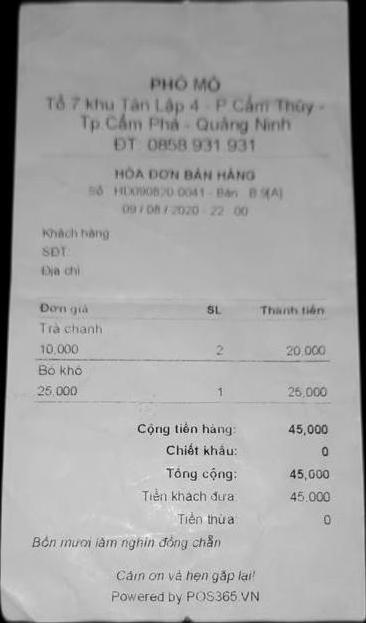 PHỐ MỎ
Tổ 7 khu Tân Lập 4 - P Cẩm Thủy -
Tp.Cẩm Phả - Quảng Ninh
ĐT: 0858 931 931
HÓA ĐƠN BÁN HÀNG
Số: HD090820.0041 - Bàn: B.9(A)
09 / 08 / 2020 - 22: 00
Khách hàng
SĐT:
Địa chỉ
Đơn giá SL Thành tiền
Trà chanh
10,000 2 20,000
Bò khô
25,000 1 25,000
Cộng tiền hàng: 45,000
Chiết khấu: 0
Tổng cộng: 45,000
Tiền khách đưa: 45,000
Tiền thừa: 0
Bốn mươi lăm nghìn đồng chẵn
Cảm ơn và hẹn gặp lại!
Powered by POS365.VN